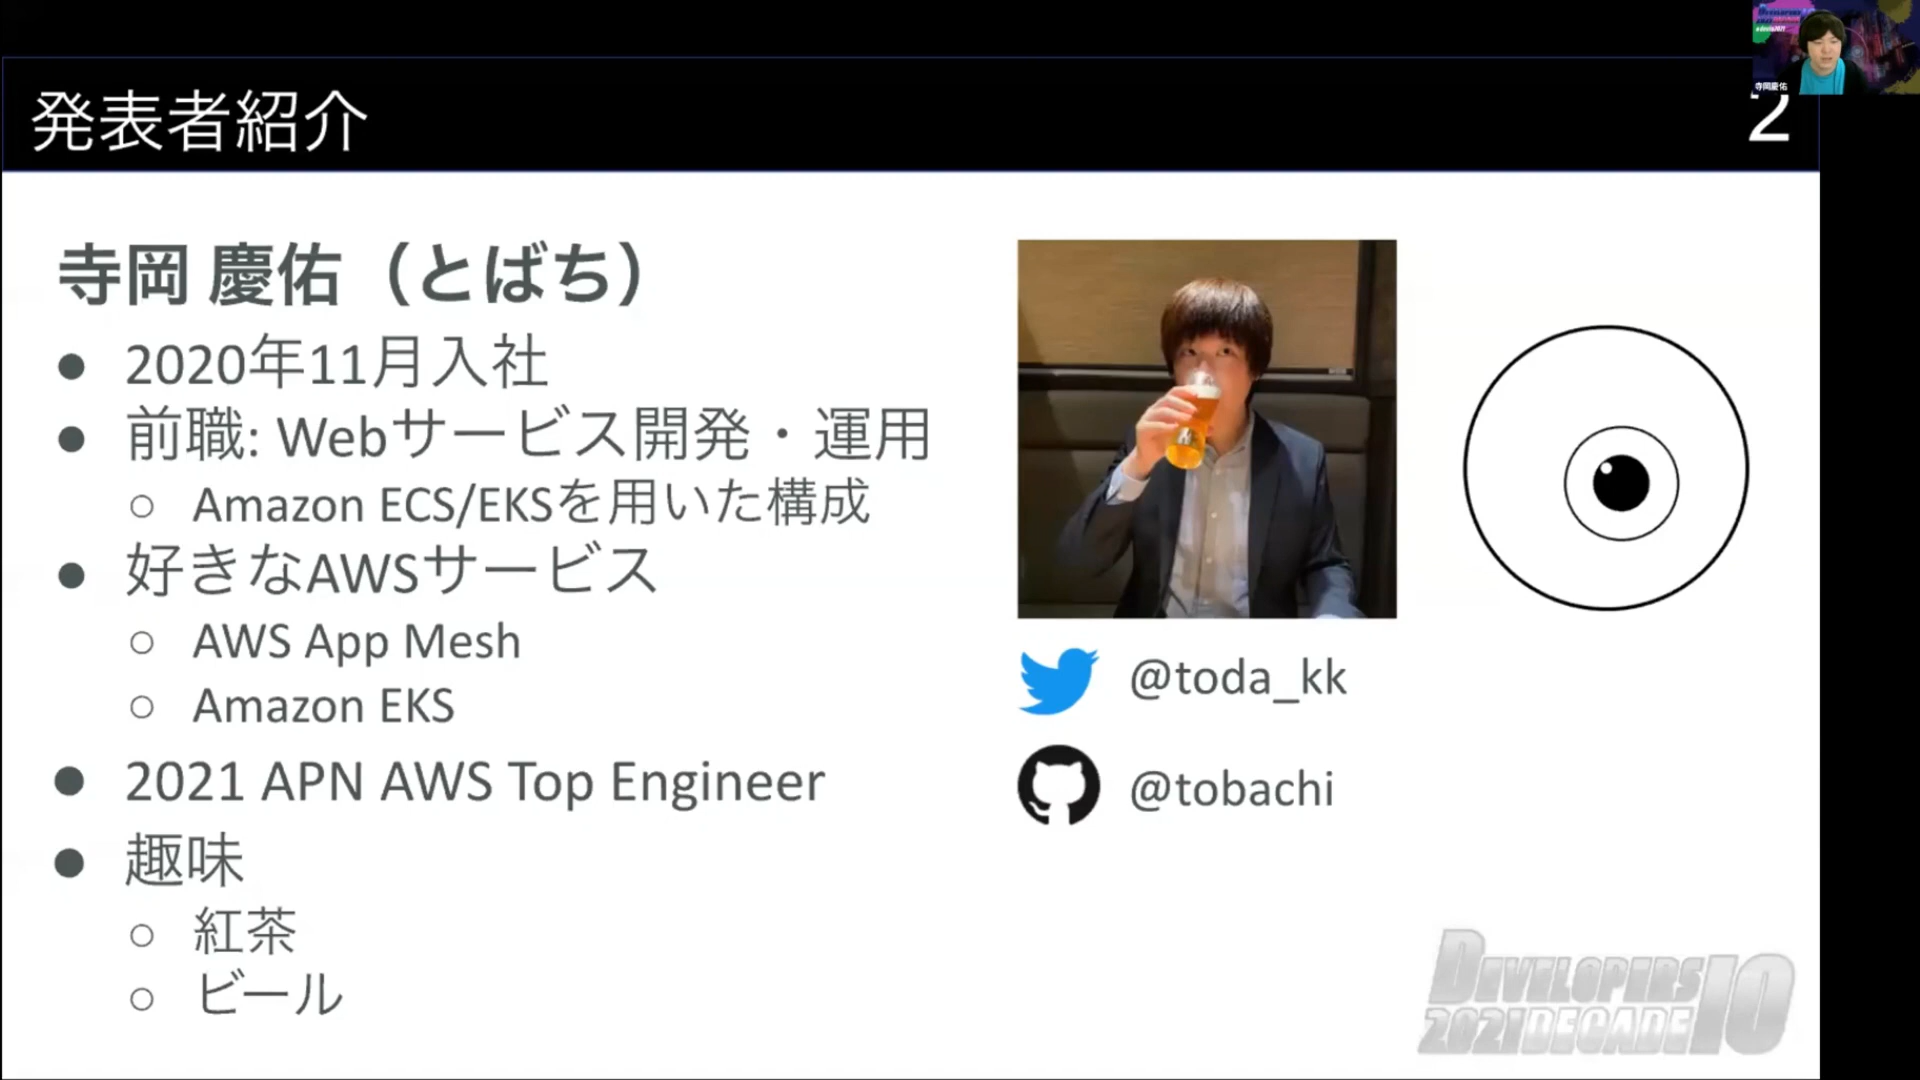 発表者紹介
2
寺岡慶佑
寺岡 慶佑（とばち）
● 2020年11月入社
● 前職: Webサービス開発・運用
○ Amazon ECS/EKSを用いた構成
● 好きなAWSサービス
○ AWS App Mesh
○ Amazon EKS
● 2021 APN AWS Top Engineer
● 趣味
○ 紅茶
○ ビール
@toda_kk
@tobachi
DEVELOPERS IO
2021 DECADE